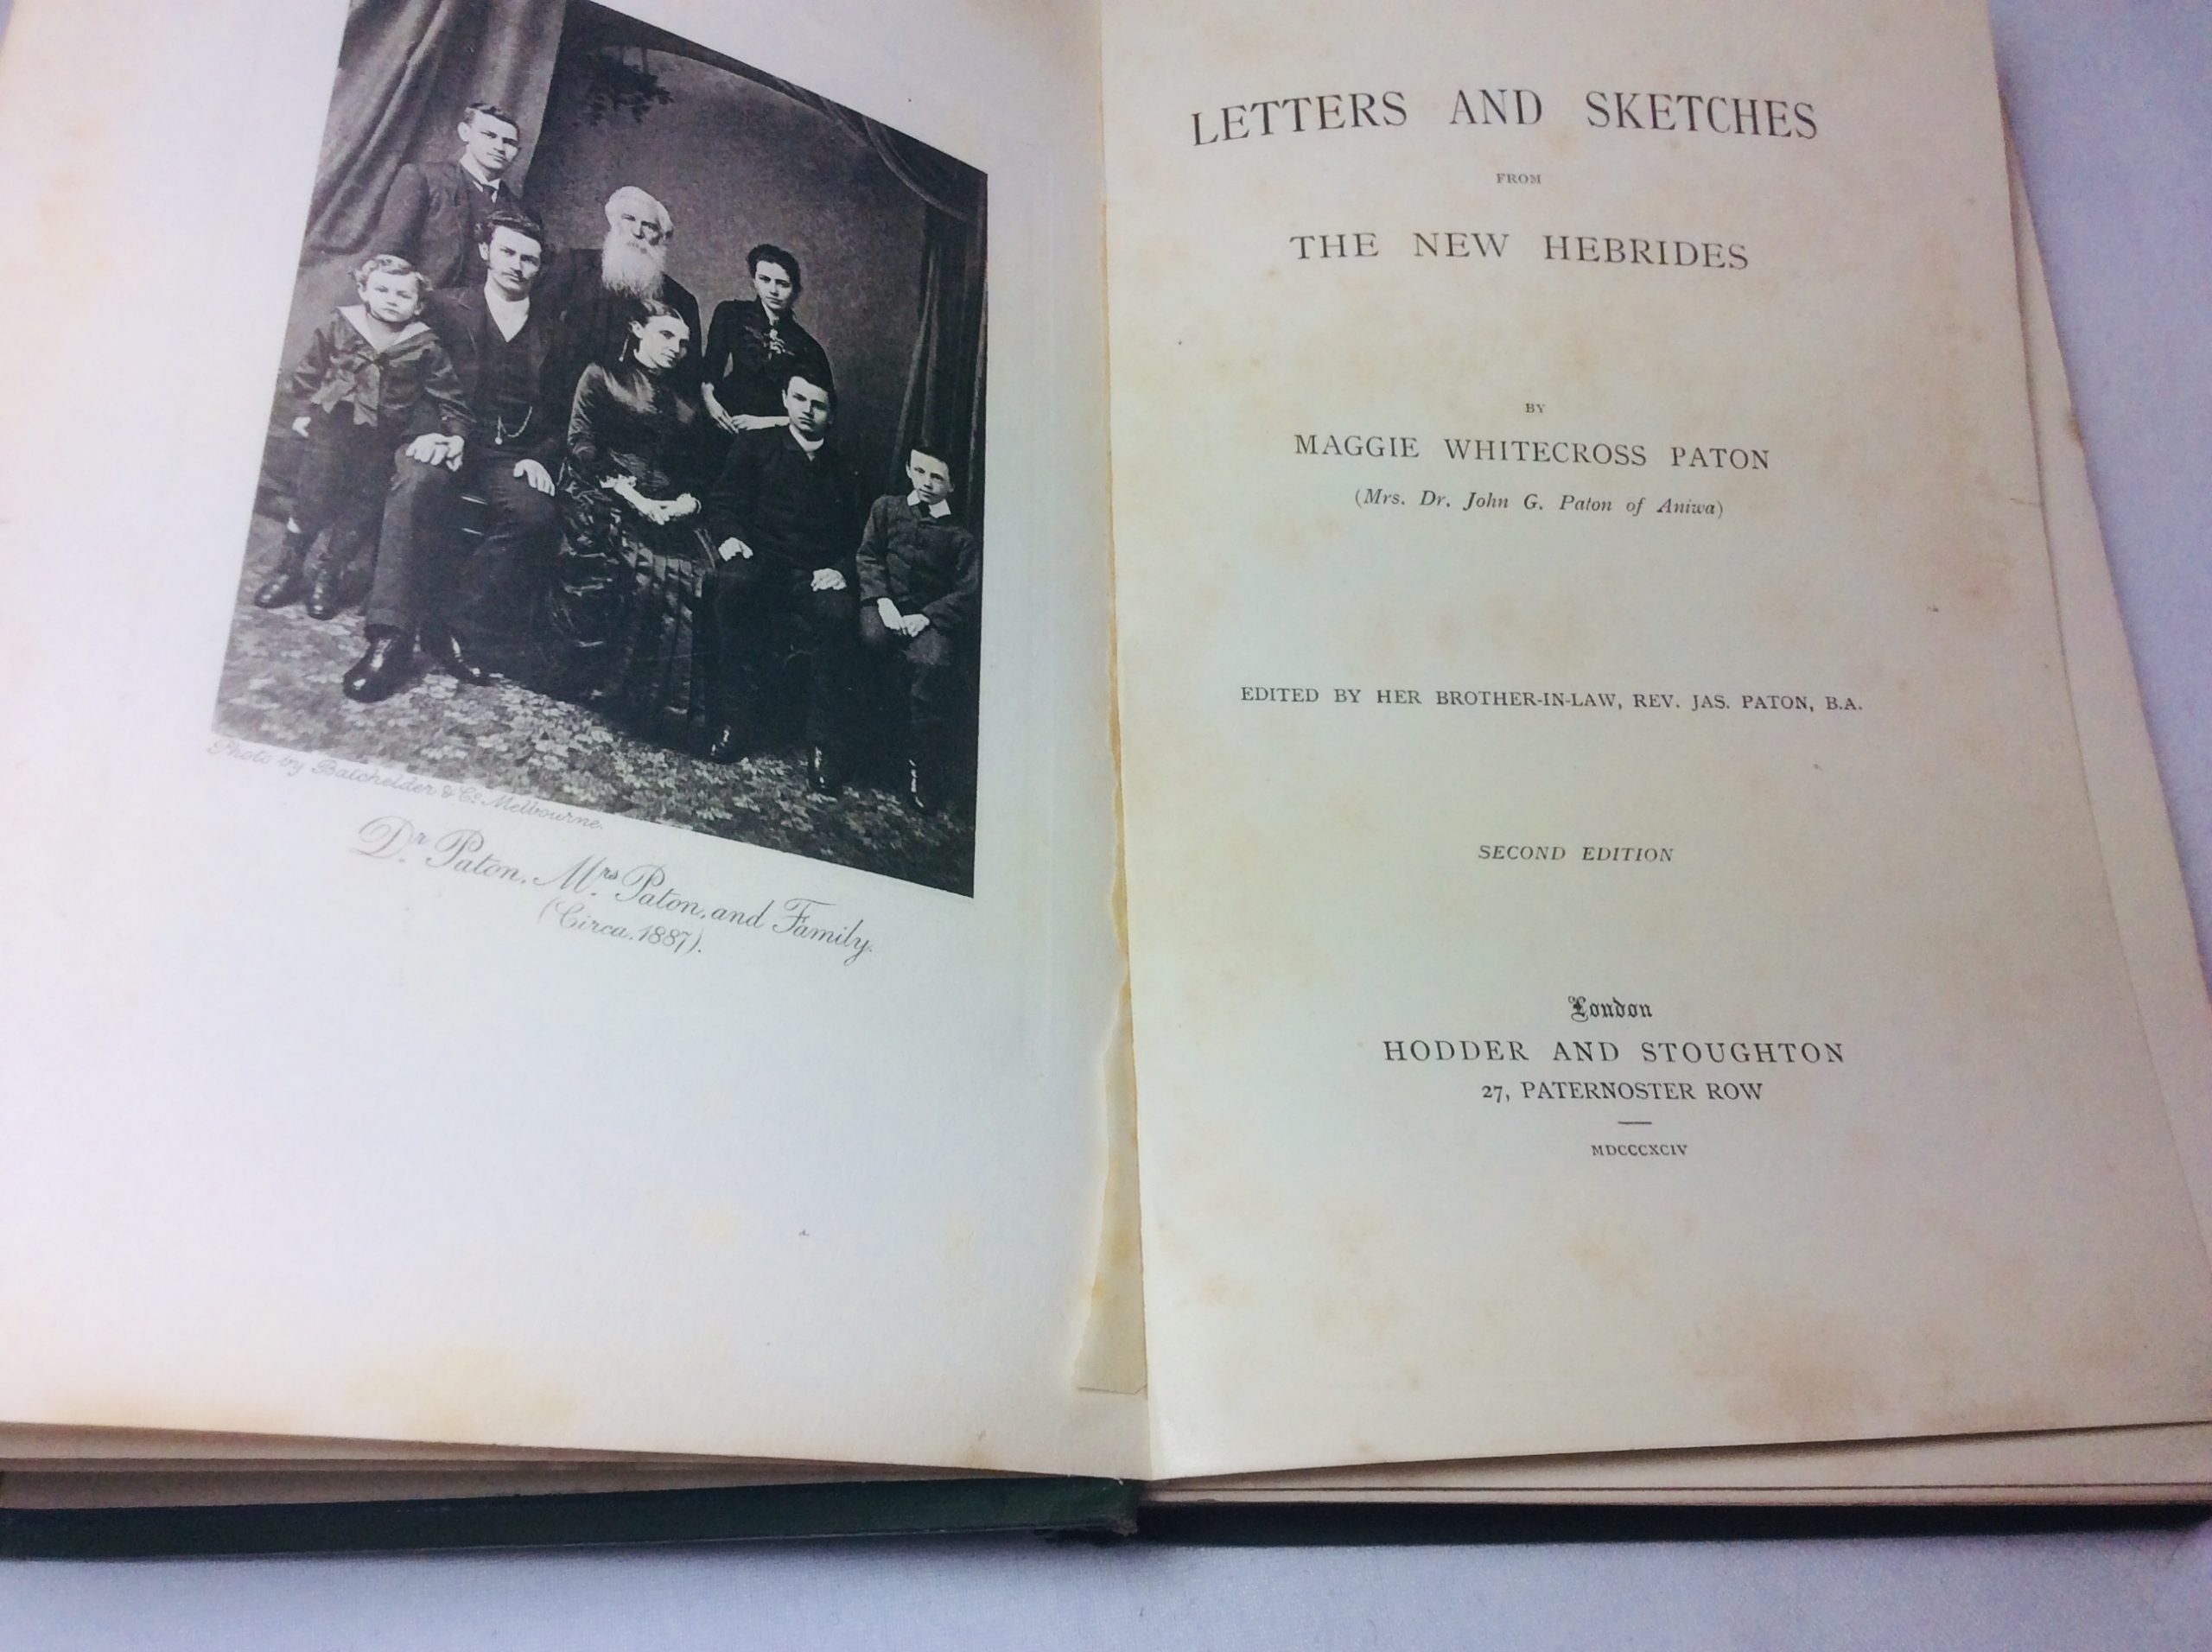 Photo by Batchelder & Co. Melbourne.
Dr. Paton, Mrs. Paton, and Family.
(Circa. 1887).
LETTERS AND SKETCHES
FROM
THE NEW HEBRIDES
BY
MAGGIE WHITECROSS PATON
(Mrs. Dr. John G. Paton of Aniwa)
EDITED BY HER BROTHER-IN-LAW, REV. JAS. PATON, B.A.
SECOND EDITION
London
HODDER AND STOUGHTON
27, PATERNOSTER ROW
MDCCCXCIV